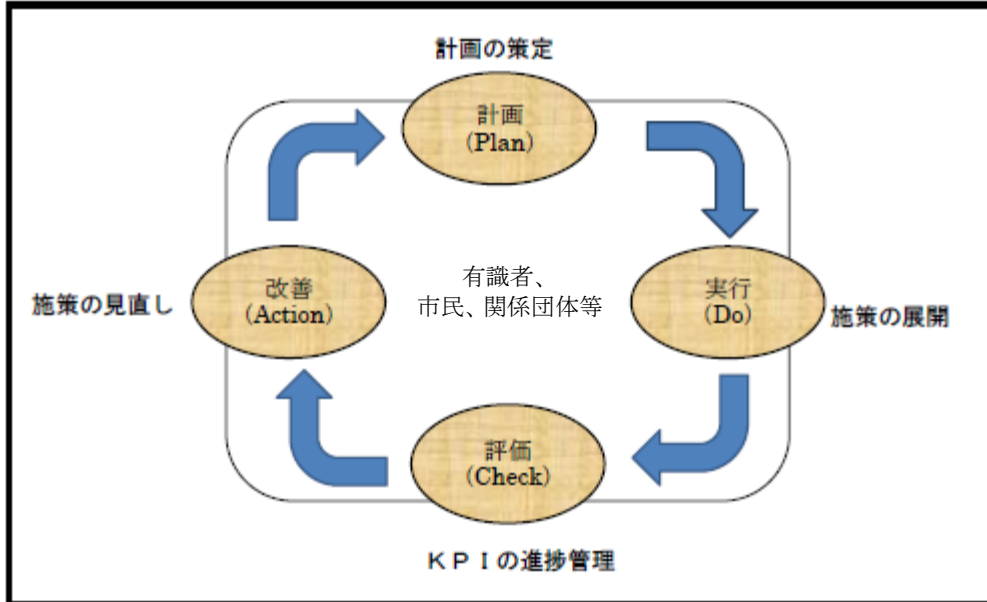 計画の策定
計画
(Plan)
有識者、
市民、関係団体等
改善
(Action)
施策の見直し
実行
(Do)
施策の展開
評価
(Check)
ＫＰＩの進捗管理